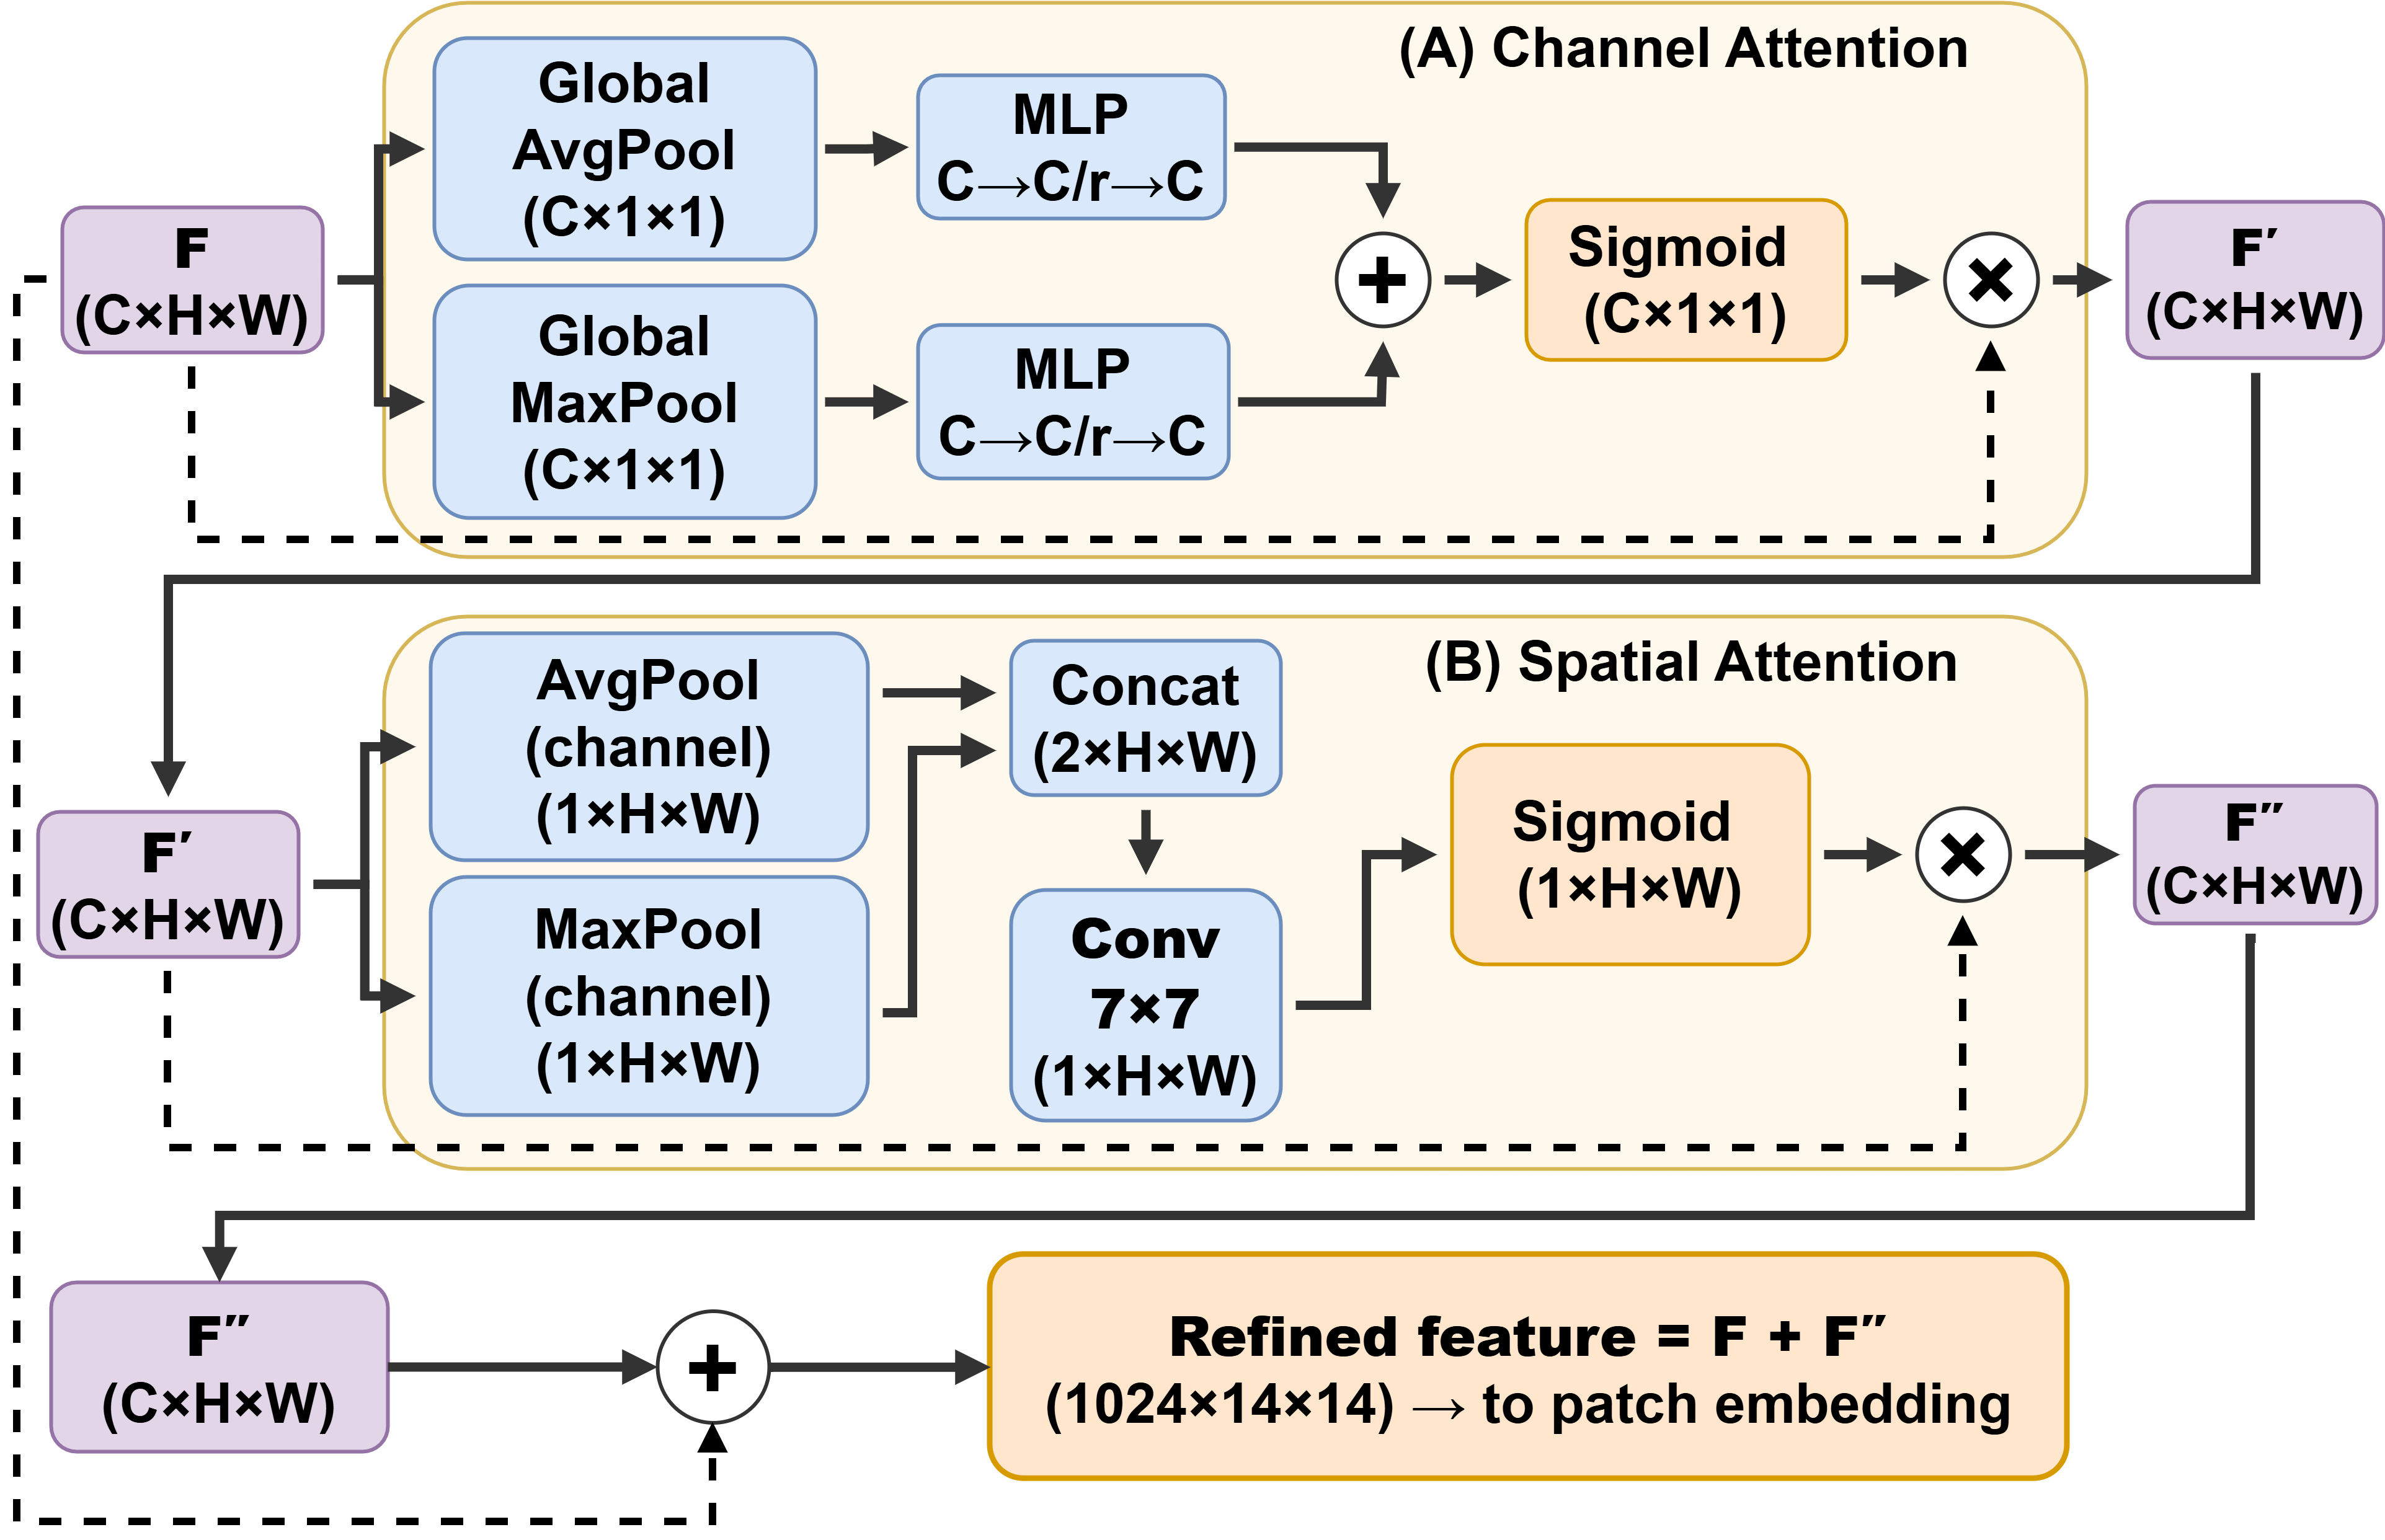 (A) Channel Attention
F
(C×H×W)
Global
AvgPool
(C×1×1)
MLP
C→C/r→C
Global
MaxPool
(C×1×1)
MLP
C→C/r→C
+
Sigmoid
(C×1×1)
×
F′
(C×H×W)
(B) Spatial Attention
F′
(C×H×W)
AvgPool
(channel)
(1×H×W)
MaxPool
(channel)
(1×H×W)
Concat
(2×H×W)
Conv
7×7
(1×H×W)
Sigmoid
(1×H×W)
×
F″
(C×H×W)
F″
(C×H×W)
+
Refined feature = F + F″
(1024×14×14) → to patch embedding